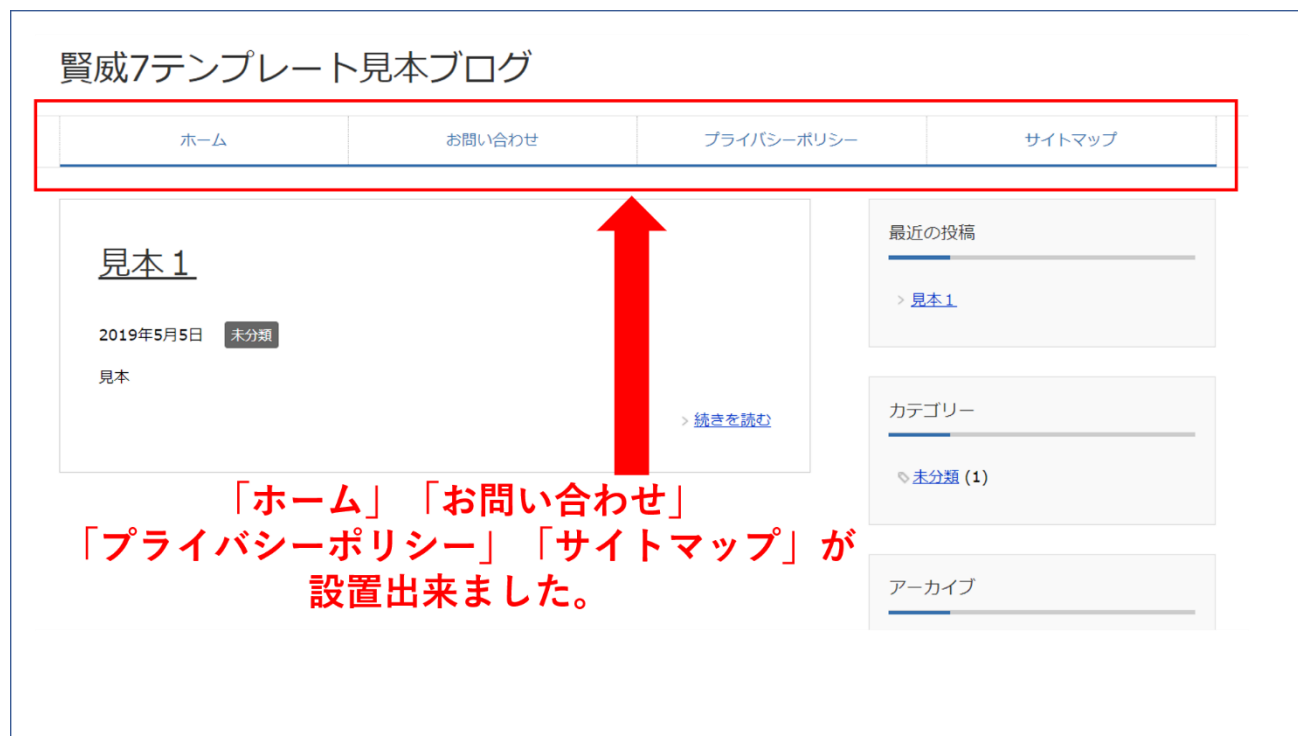 賢威7テンプレート見本ブログ
ホーム お問い合わせ プライバシーポリシー サイトマップ
見本１
2019年5月5日 未分類
見本
続きを読む
「ホーム」「お問い合わせ」
「プライバシーポリシー」「サイトマップ」が
設置出来ました。
最近の投稿
見本１
カテゴリー
未分類 (1)
アーカイブ